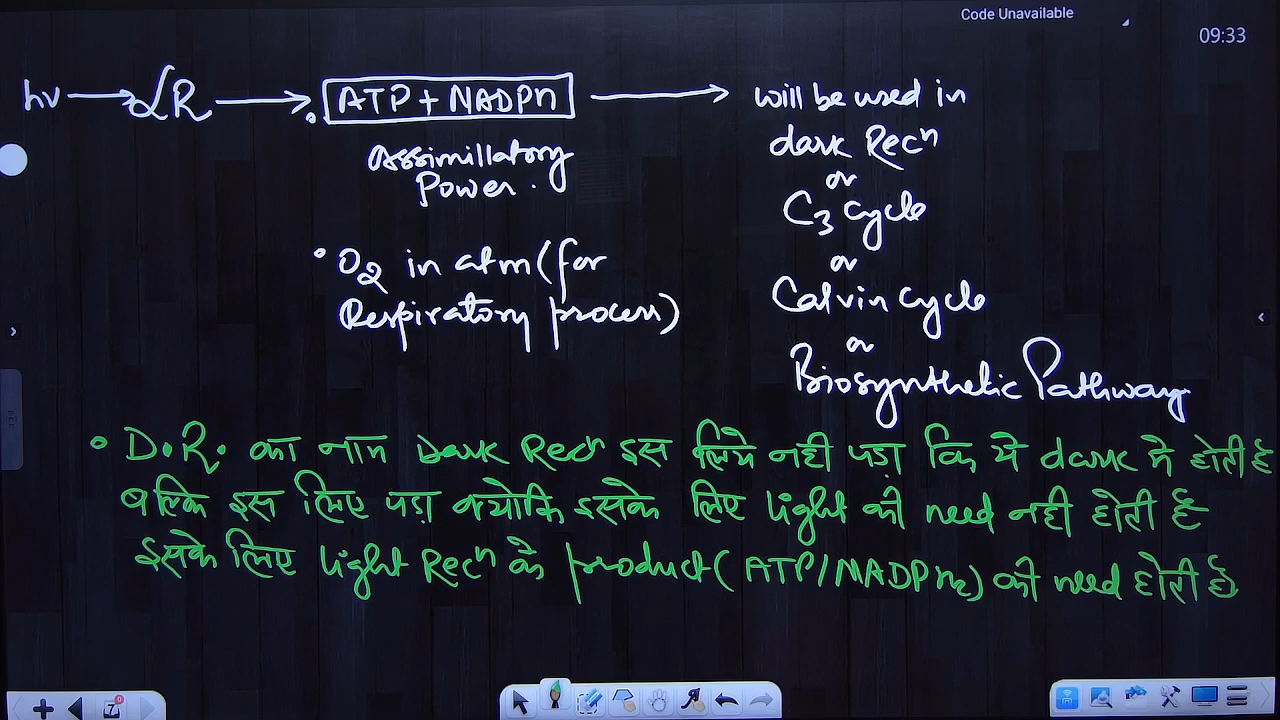 Code Unavailable
09:33
hν → LR → ATP + NADPH → will be used in
Assimillatory
Power.
dark Recⁿ
or
C₃ cycle
or
Calvin cycle
or
Biosynthetic Pathway
• O₂ in atm (for
Respiratory process)
• D.R. का नाम Dark Recⁿ इस लिये नही पड़ा कि ये dark मे होती है
बल्कि इस लिए पड़ा क्योकि इसके लिए light की need नही होती है
इसके लिए light Recⁿ के product (ATP/NADPH₂) की need होती है